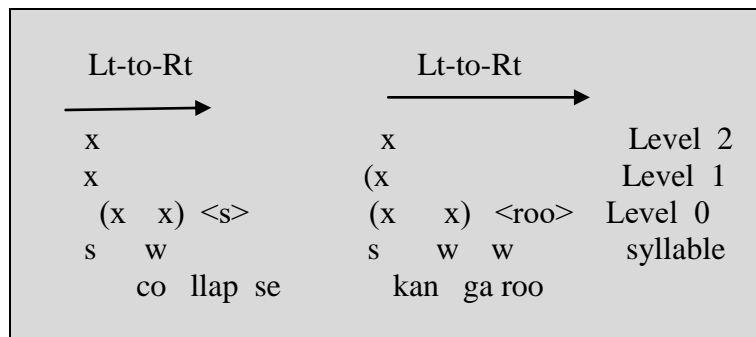 Lt-to-Rt Lt-to-Rt
x x Level 2
x (x Level 1
(x x) <s> (x x) <roo> Level 0
s w s w w syllable
co llap se kan ga roo